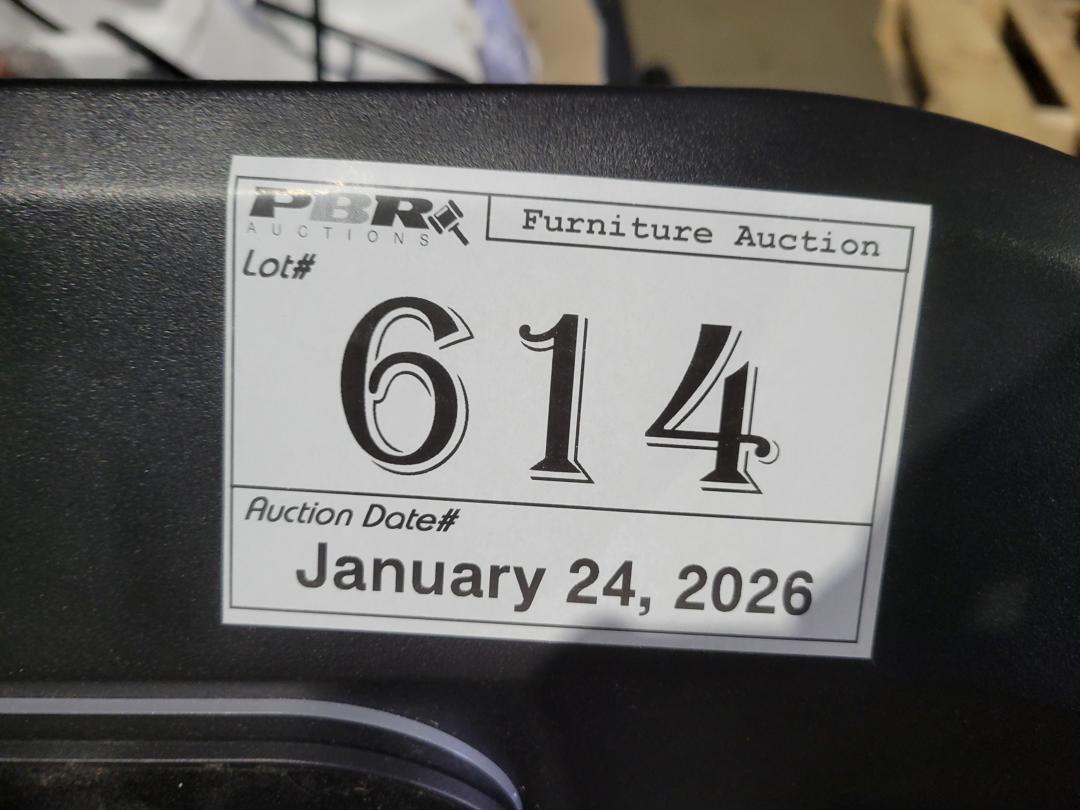 PBR
AUCTIONS
Furniture Auction
Lot#
614
Auction Date#
January 24, 2026